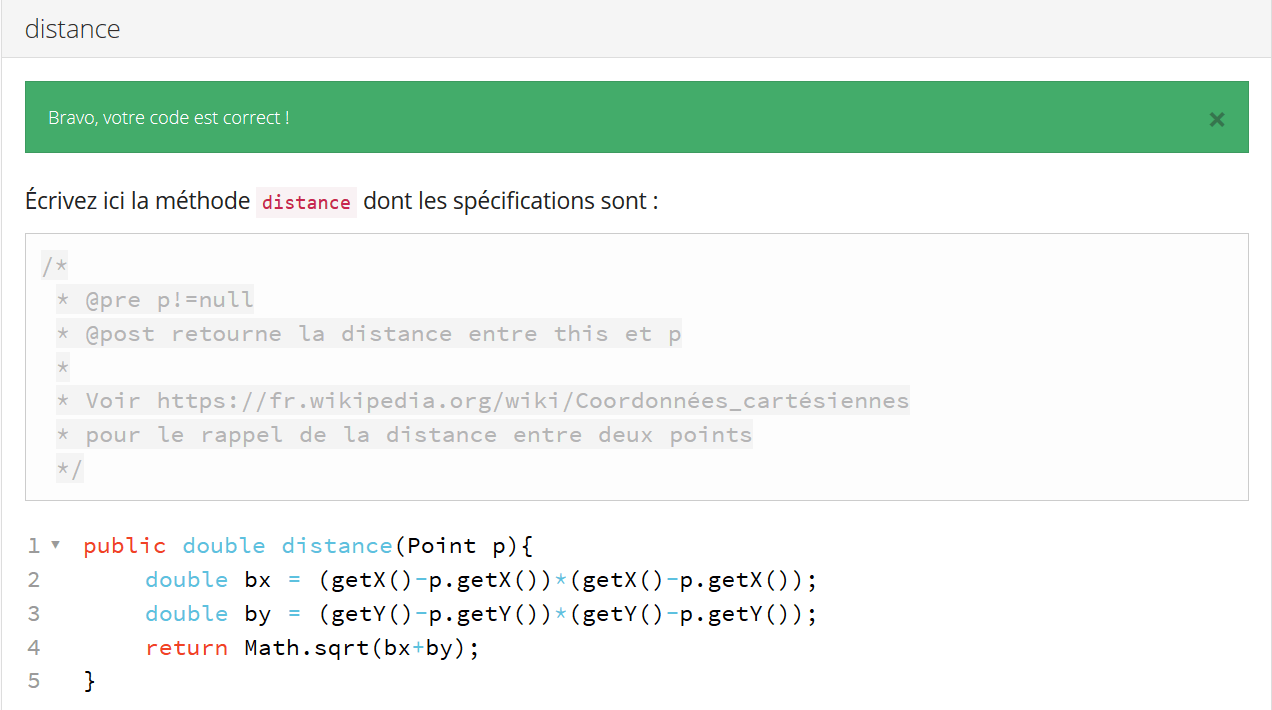 distance
Bravo, votre code est correct !
×
Écrivez ici la méthode distance dont les spécifications sont :
/*
 * @pre p!=null
 * @post retourne la distance entre this et p
 *
 * Voir https://fr.wikipedia.org/wiki/Coordonnées_cartésiennes
 * pour le rappel de la distance entre deux points
 */
1 public double distance(Point p){
2     double bx = (getX()-p.getX())*(getX()-p.getX());
3     double by = (getY()-p.getY())*(getY()-p.getY());
4     return Math.sqrt(bx+by);
5 }